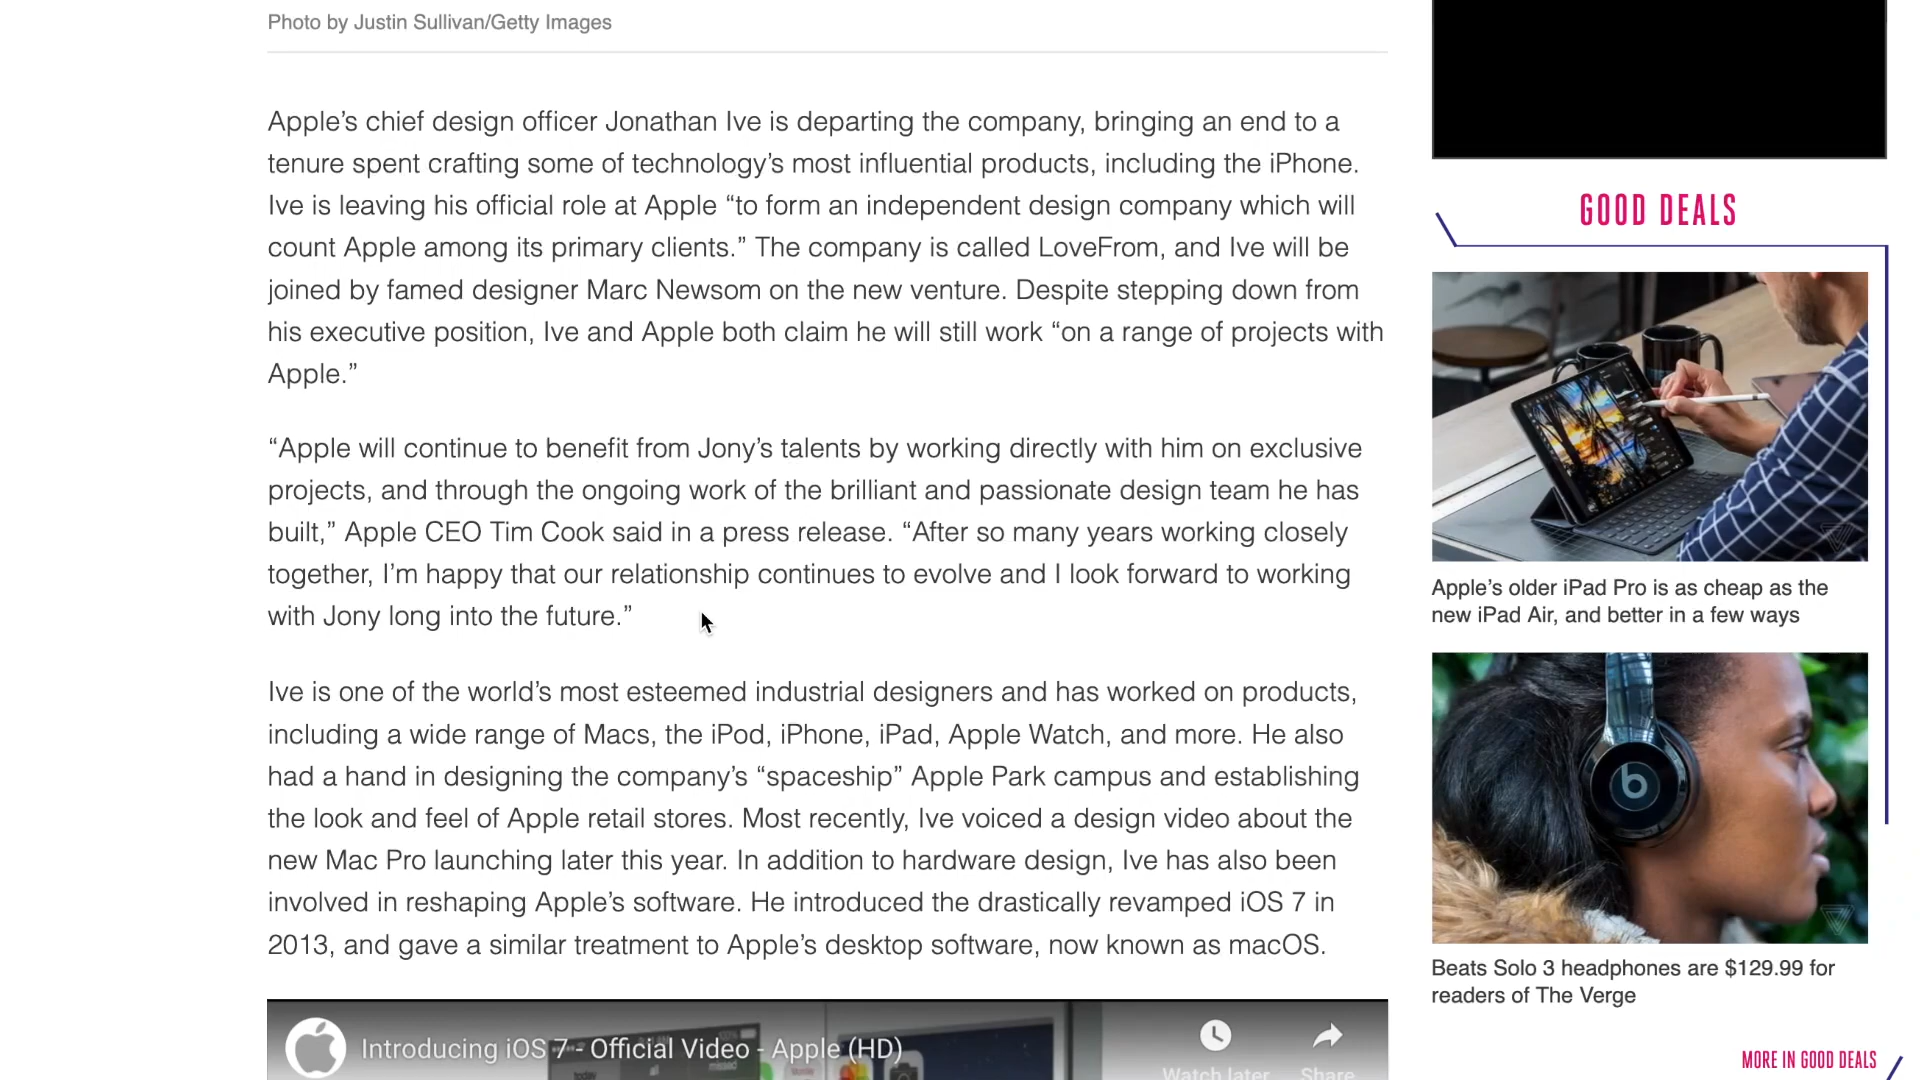 Photo by Justin Sullivan/Getty Images
Apple’s chief design officer Jonathan Ive is departing the company, bringing an end to a
tenure spent crafting some of technology’s most influential products, including the iPhone.
Ive is leaving his official role at Apple “to form an independent design company which will
count Apple among its primary clients.” The company is called LoveFrom, and Ive will be
joined by famed designer Marc Newsom on the new venture. Despite stepping down from
his executive position, Ive and Apple both claim he will still work “on a range of projects with
Apple.”
“Apple will continue to benefit from Jony’s talents by working directly with him on exclusive
projects, and through the ongoing work of the brilliant and passionate design team he has
built,” Apple CEO Tim Cook said in a press release. “After so many years working closely
together, I’m happy that our relationship continues to evolve and I look forward to working
with Jony long into the future.”
Ive is one of the world’s most esteemed industrial designers and has worked on products,
including a wide range of Macs, the iPod, iPhone, iPad, Apple Watch, and more. He also
had a hand in designing the company’s “spaceship” Apple Park campus and establishing
the look and feel of Apple retail stores. Most recently, Ive voiced a design video about the
new Mac Pro launching later this year. In addition to hardware design, Ive has also been
involved in reshaping Apple’s software. He introduced the drastically revamped iOS 7 in
2013, and gave a similar treatment to Apple’s desktop software, now known as macOS.
Introducing iOS 7 - Official Video - Apple (HD)
Watch later
Share
today
all
missed
GOOD DEALS
Apple’s older iPad Pro is as cheap as the
new iPad Air, and better in a few ways
b
Beats Solo 3 headphones are $129.99 for
readers of The Verge
MORE IN GOOD DEALS